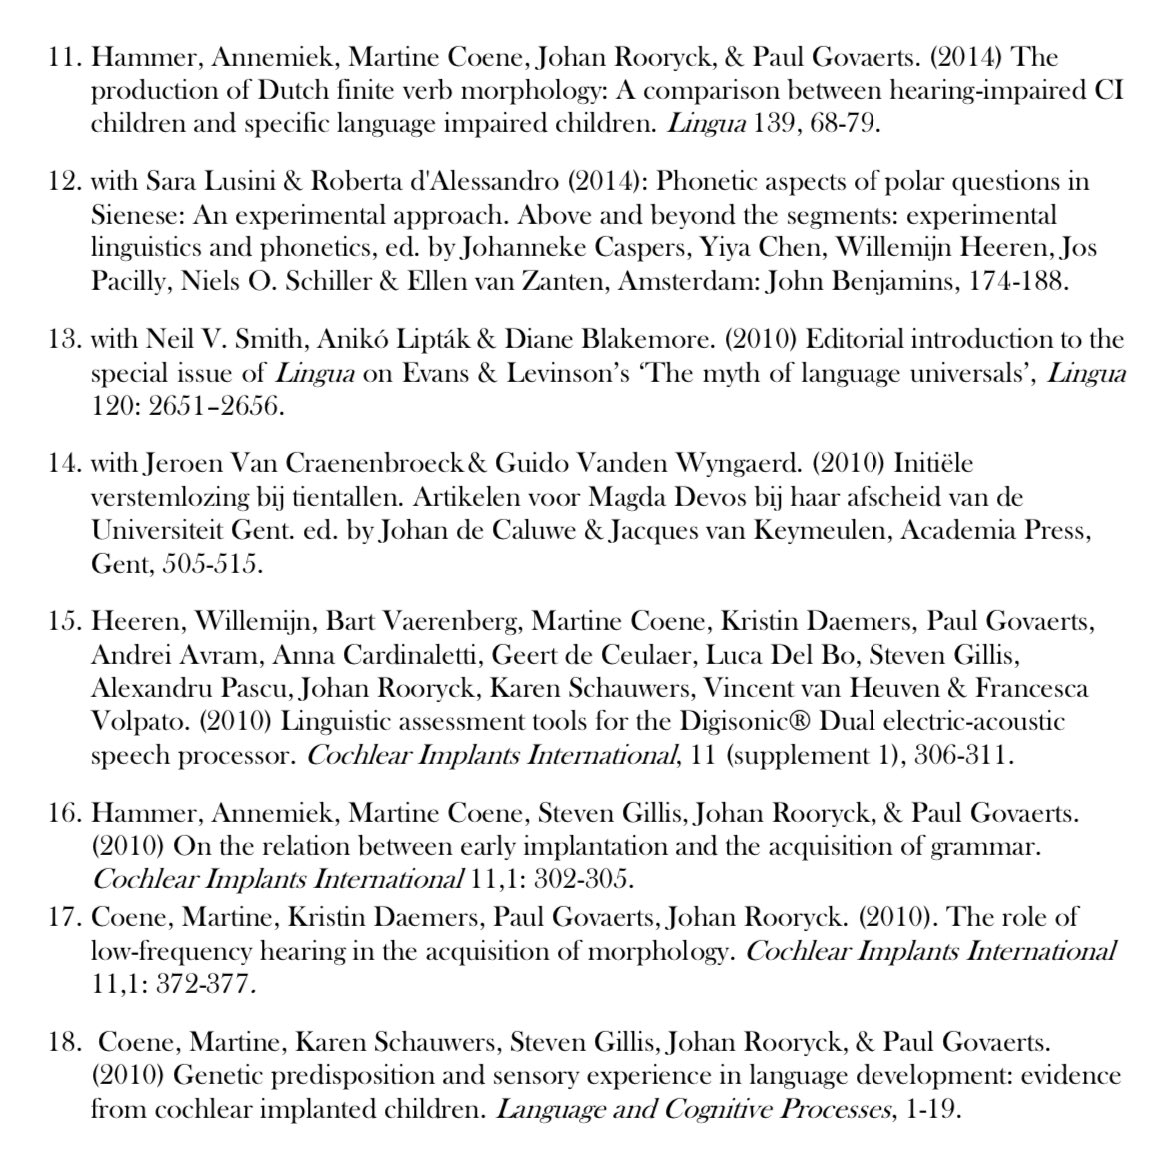 11. Hammer, Annemiek, Martine Coene, Johan Rooryck, & Paul Govaerts. (2014) The
production of Dutch finite verb morphology: A comparison between hearing-impaired CI
children and specific language impaired children. Lingua 139, 68-79.
12. with Sara Lusini & Roberta d'Alessandro (2014): Phonetic aspects of polar questions in
Sienese: An experimental approach. Above and beyond the segments: experimental
linguistics and phonetics, ed. by Johanneke Caspers, Yiya Chen, Willemijn Heeren, Jos
Pacilly, Niels O. Schiller & Ellen van Zanten, Amsterdam: John Benjamins, 174-188.
13. with Neil V. Smith, Anikó Lipták & Diane Blakemore. (2010) Editorial introduction to the
special issue of Lingua on Evans & Levinson’s ‘The myth of language universals’, Lingua
120: 2651–2656.
14. with Jeroen Van Craenenbroeck & Guido Vanden Wyngaerd. (2010) Initiële
verstemlozing bij tientallen. Artikelen voor Magda Devos bij haar afscheid van de
Universiteit Gent. ed. by Johan de Caluwe & Jacques van Keymeulen, Academia Press,
Gent, 505-515.
15. Heeren, Willemijn, Bart Vaerenberg, Martine Coene, Kristin Daemers, Paul Govaerts,
Andrei Avram, Anna Cardinaletti, Geert de Ceulaer, Luca Del Bo, Steven Gillis,
Alexandru Pascu, Johan Rooryck, Karen Schauwers, Vincent van Heuven & Francesca
Volpato. (2010) Linguistic assessment tools for the Digisonic® Dual electric-acoustic
speech processor. Cochlear Implants International, 11 (supplement 1), 306-311.
16. Hammer, Annemiek, Martine Coene, Steven Gillis, Johan Rooryck, & Paul Govaerts.
(2010) On the relation between early implantation and the acquisition of grammar.
Cochlear Implants International 11,1: 302-305.
17. Coene, Martine, Kristin Daemers, Paul Govaerts, Johan Rooryck. (2010). The role of
low-frequency hearing in the acquisition of morphology. Cochlear Implants International
11,1: 372-377.
18. Coene, Martine, Karen Schauwers, Steven Gillis, Johan Rooryck, & Paul Govaerts.
(2010) Genetic predisposition and sensory experience in language development: evidence
from cochlear implanted children. Language and Cognitive Processes, 1-19.